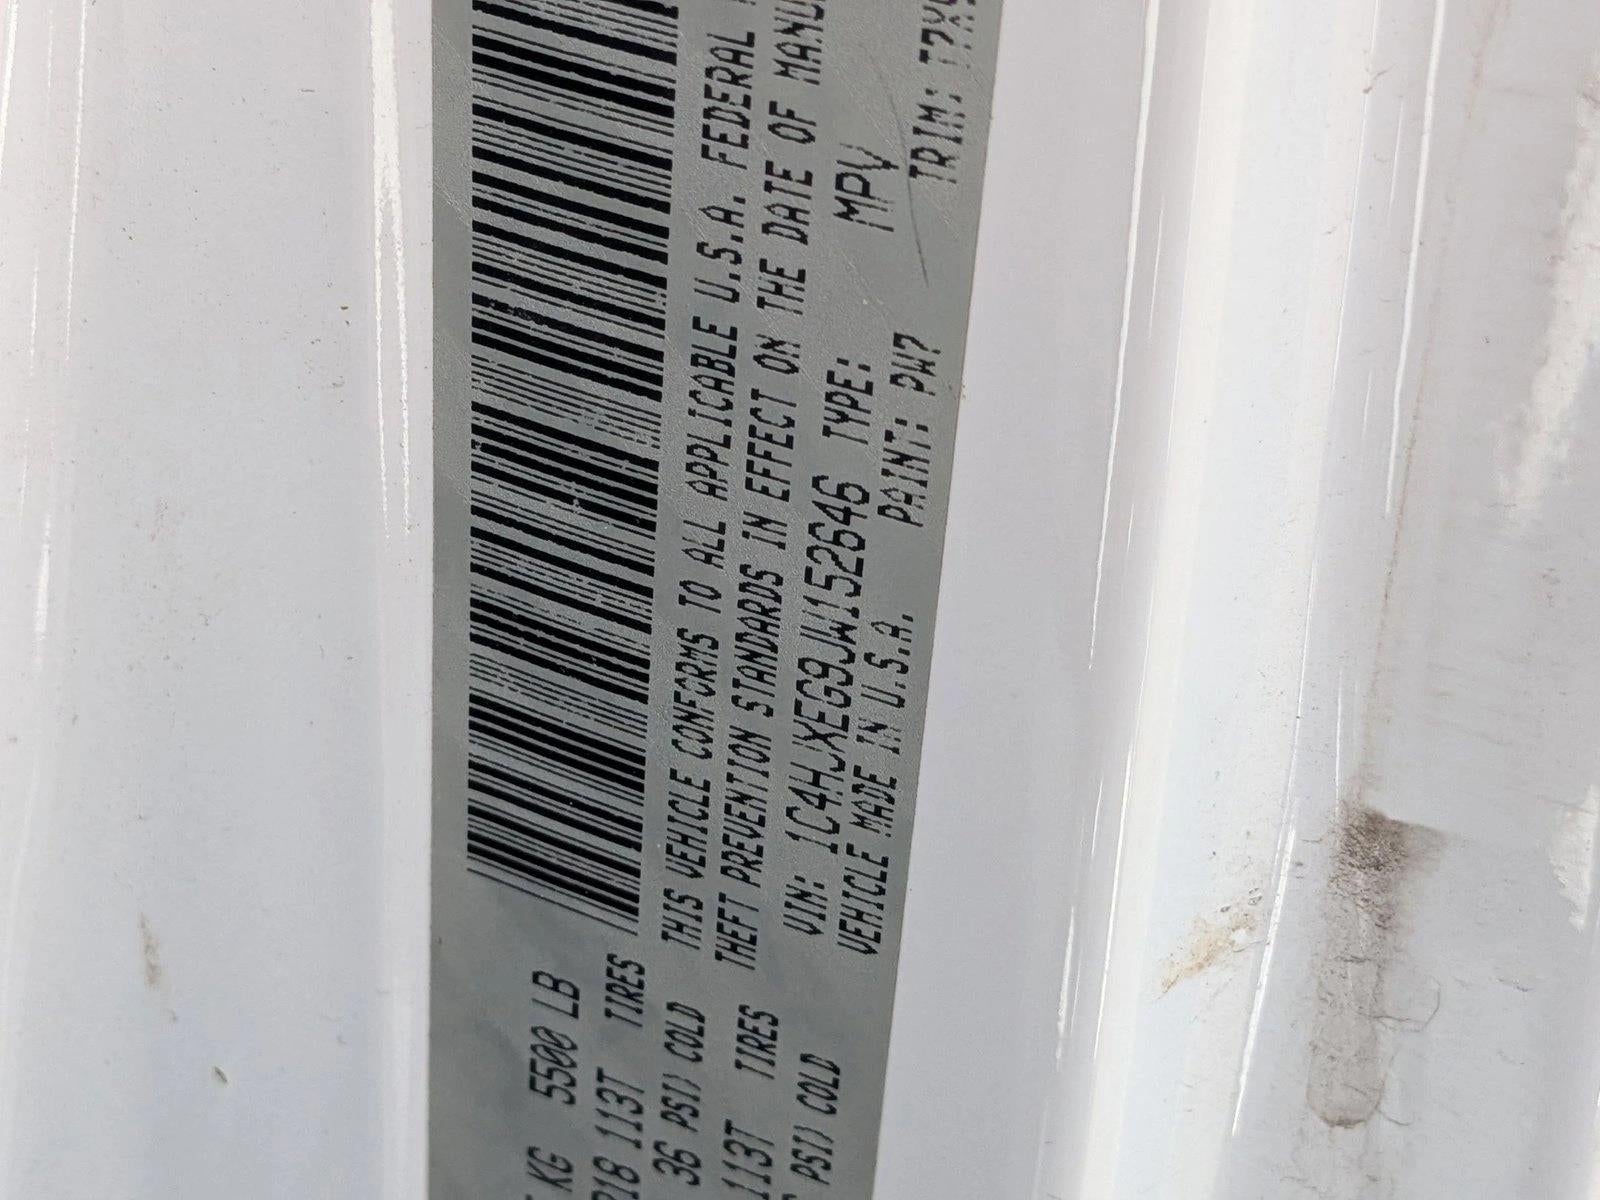 KG 5500 LB
R18 113T TIRES
36 PSI) COLD
113T TIRES
PSI) COLD
THIS VEHICLE CONFORMS TO ALL APPLICABLE U.S.A. FEDERAL
THEFT PREVENTION STANDARDS IN EFFECT ON THE DATE OF MANU
VIN: 1C4HJXEG9JW152646 TYPE: MPV
VEHICLE MADE IN U.S.A. PAINT: PW7 TRIM: